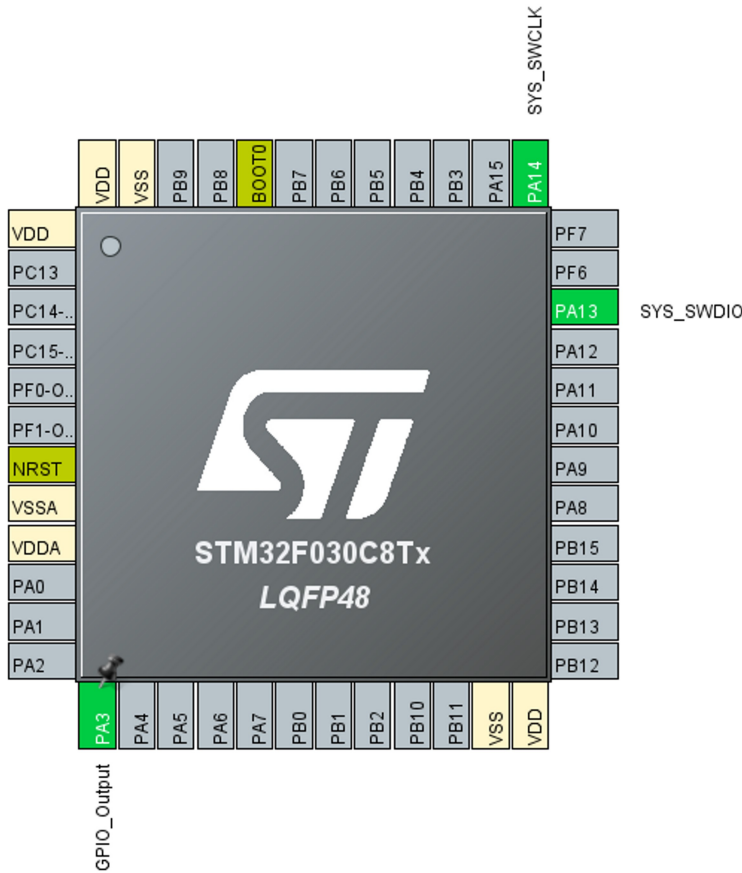 SYS_SWCLK
VDD
VSS
PB9
PB8
BOOT0
PB7
PB6
PB5
PB4
PB3
PA15
PA14
VDD
PC13
PC14-..
PC15-..
PF0-O..
PF1-O..
NRST
VSSA
VDDA
PA0
PA1
PA2
PF7
PF6
PA13
SYS_SWDIO
PA12
PA11
PA10
PA9
PA8
PB15
PB14
PB13
PB12
ST
STM32F030C8Tx
LQFP48
PA3
PA4
PA5
PA6
PA7
PB0
PB1
PB2
PB10
PB11
VSS
VDD
GPIO_Output